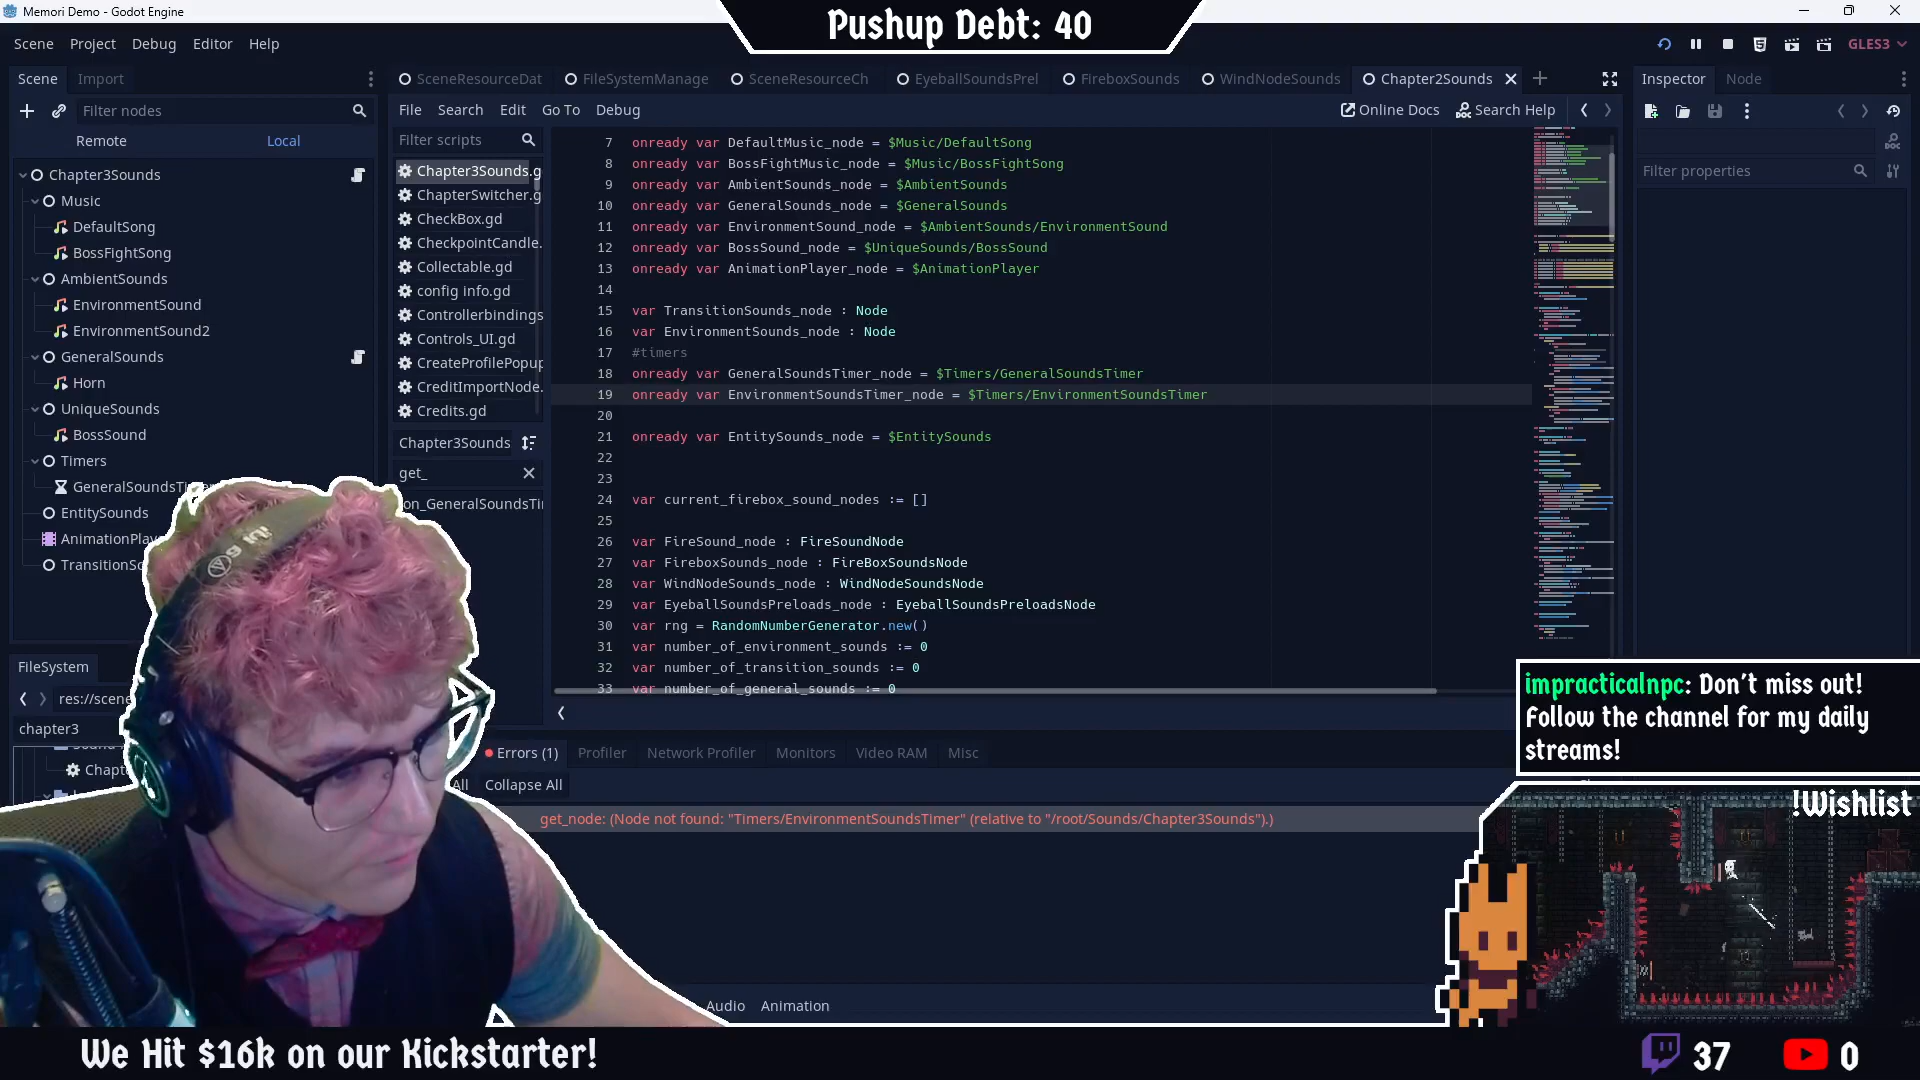 Memori Demo - Godot Engine
Pushup Debt: 40
Scene Project Debug Editor Help
GLES3
Scene Import
SceneResourceDat FileSystemManage SceneResourceCh EyeballSoundsPrel FireboxSounds WindNodeSounds Chapter2Sounds
Inspector Node
Filter nodes
File Search Edit Go To Debug
Online Docs Search Help
Remote Local
Filter scripts
Filter properties
Chapter3Sounds
Music
DefaultSong
BossFightSong
AmbientSounds
EnvironmentSound
EnvironmentSound2
GeneralSounds
Horn
UniqueSounds
BossSound
Timers
GeneralSoundsTi
EntitySounds
AnimationPlay
TransitionSo
Chapter3Sounds.g
ChapterSwitcher.g
CheckBox.gd
CheckpointCandle.
Collectable.gd
config info.gd
Controllerbindings
Controls_UI.gd
CreateProfilePopup
CreditImportNode.
Credits.gd
Chapter3Sounds
get_
on_GeneralSoundsTi
7 onready var DefaultMusic_node = $Music/DefaultSong
8 onready var BossFightMusic_node = $Music/BossFightSong
9 onready var AmbientSounds_node = $AmbientSounds
10 onready var GeneralSounds_node = $GeneralSounds
11 onready var EnvironmentSound_node = $AmbientSounds/EnvironmentSound
12 onready var BossSound_node = $UniqueSounds/BossSound
13 onready var AnimationPlayer_node = $AnimationPlayer
14
15 var TransitionSounds_node : Node
16 var EnvironmentSounds_node : Node
17 #timers
18 onready var GeneralSoundsTimer_node = $Timers/GeneralSoundsTimer
19 onready var EnvironmentSoundsTimer_node = $Timers/EnvironmentSoundsTimer
20
21 onready var EntitySounds_node = $EntitySounds
22
23
24 var current_firebox_sound_nodes := []
25
26 var FireSound_node : FireSoundNode
27 var FireboxSounds_node : FireBoxSoundsNode
28 var WindNodeSounds_node : WindNodeSoundsNode
29 var EyeballSoundsPreloads_node : EyeballSoundsPreloadsNode
30 var rng = RandomNumberGenerator.new()
31 var number_of_environment_sounds := 0
32 var number_of_transition_sounds := 0
33 var number_of_general_sounds := 0
FileSystem
res://scene
chapter3
Chapt
Errors (1) Profiler Network Profiler Monitors Video RAM Misc
All Collapse All
get_node: (Node not found: "Timers/EnvironmentSoundsTimer" (relative to "/root/Sounds/Chapter3Sounds").)
Audio Animation
impracticalnpc: Don't miss out!
Follow the channel for my daily
streams!
!Wishlist
We Hit $16k on our Kickstarter!
37
0